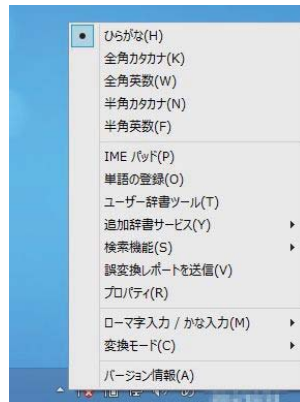 ひらがな(H)
全角カタカナ(K)
全角英数(W)
半角カタカナ(N)
半角英数(F)
IME パッド(P)
単語の登録(O)
ユーザー辞書ツール(T)
追加辞書サービス(Y)
検索機能(S)
誤変換レポートを送信(V)
プロパティ(R)
ローマ字入力 / かな入力(M)
変換モード(C)
バージョン情報(A)